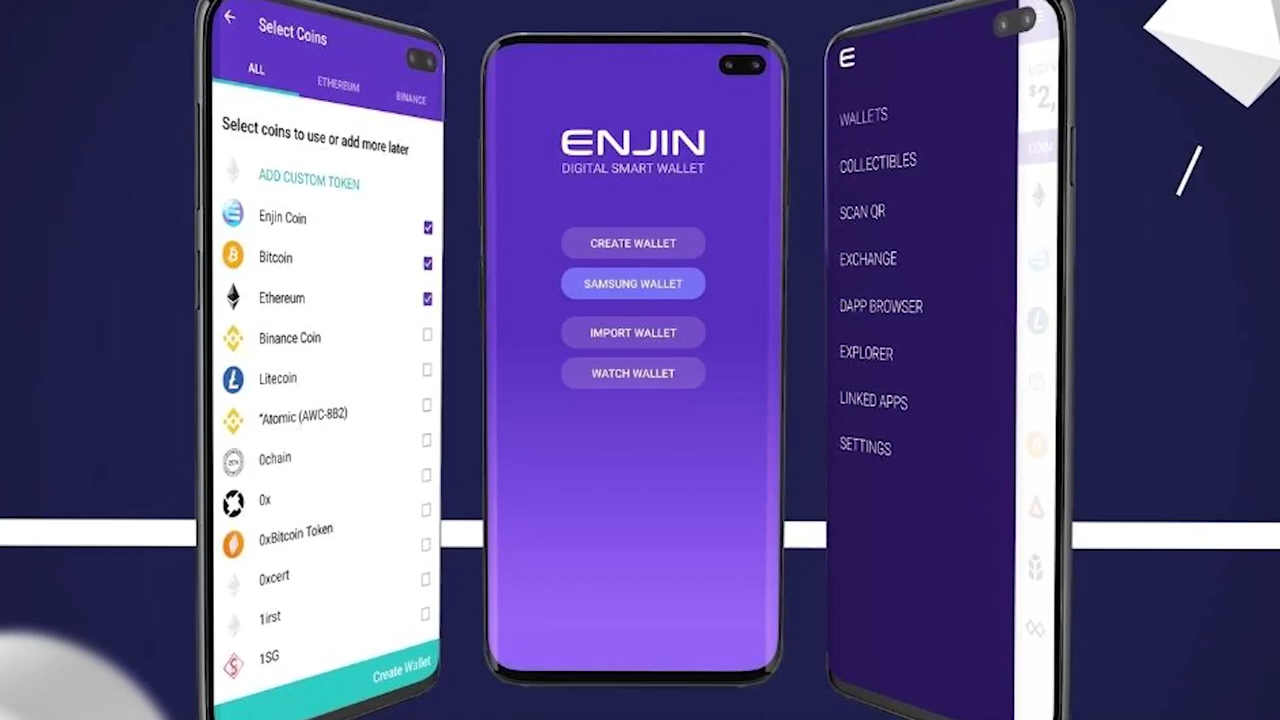 Select Coins
ALL
ETHEREUM
BINANCE
Select coins to use or add more later
ADD CUSTOM TOKEN
Enjin Coin
Bitcoin
Ethereum
Binance Coin
Litecoin
*Atomic (AWC-8B2)
0chain
0x
0xBitcoin Token
0xcert
1irst
1SG
Create Wallet
ENJIN
DIGITAL SMART WALLET
CREATE WALLET
SAMSUNG WALLET
IMPORT WALLET
WATCH WALLET
E
WALLETS
COLLECTIBLES
SCAN QR
EXCHANGE
DAPP BROWSER
EXPLORER
LINKED APPS
SETTINGS
USD
$2,
COIN